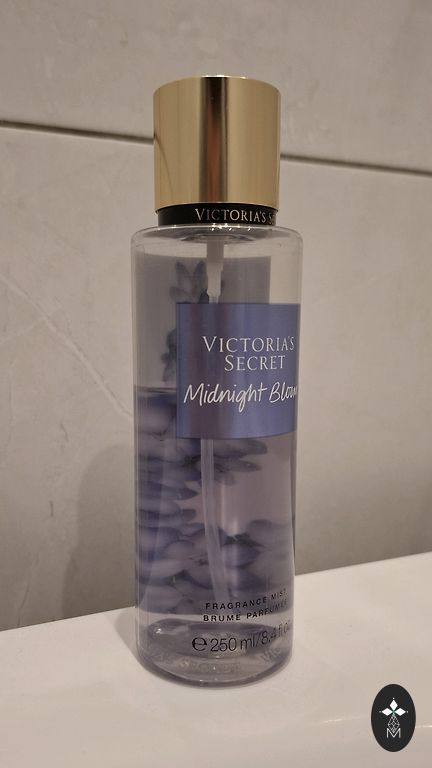 VICTORIA'S S
VICTORIA'S
SECRET
Midnight Bloom
FRAGRANCE MIST
BRUME PARFUMÉE
e 250 ml/8.4 fl oz
M